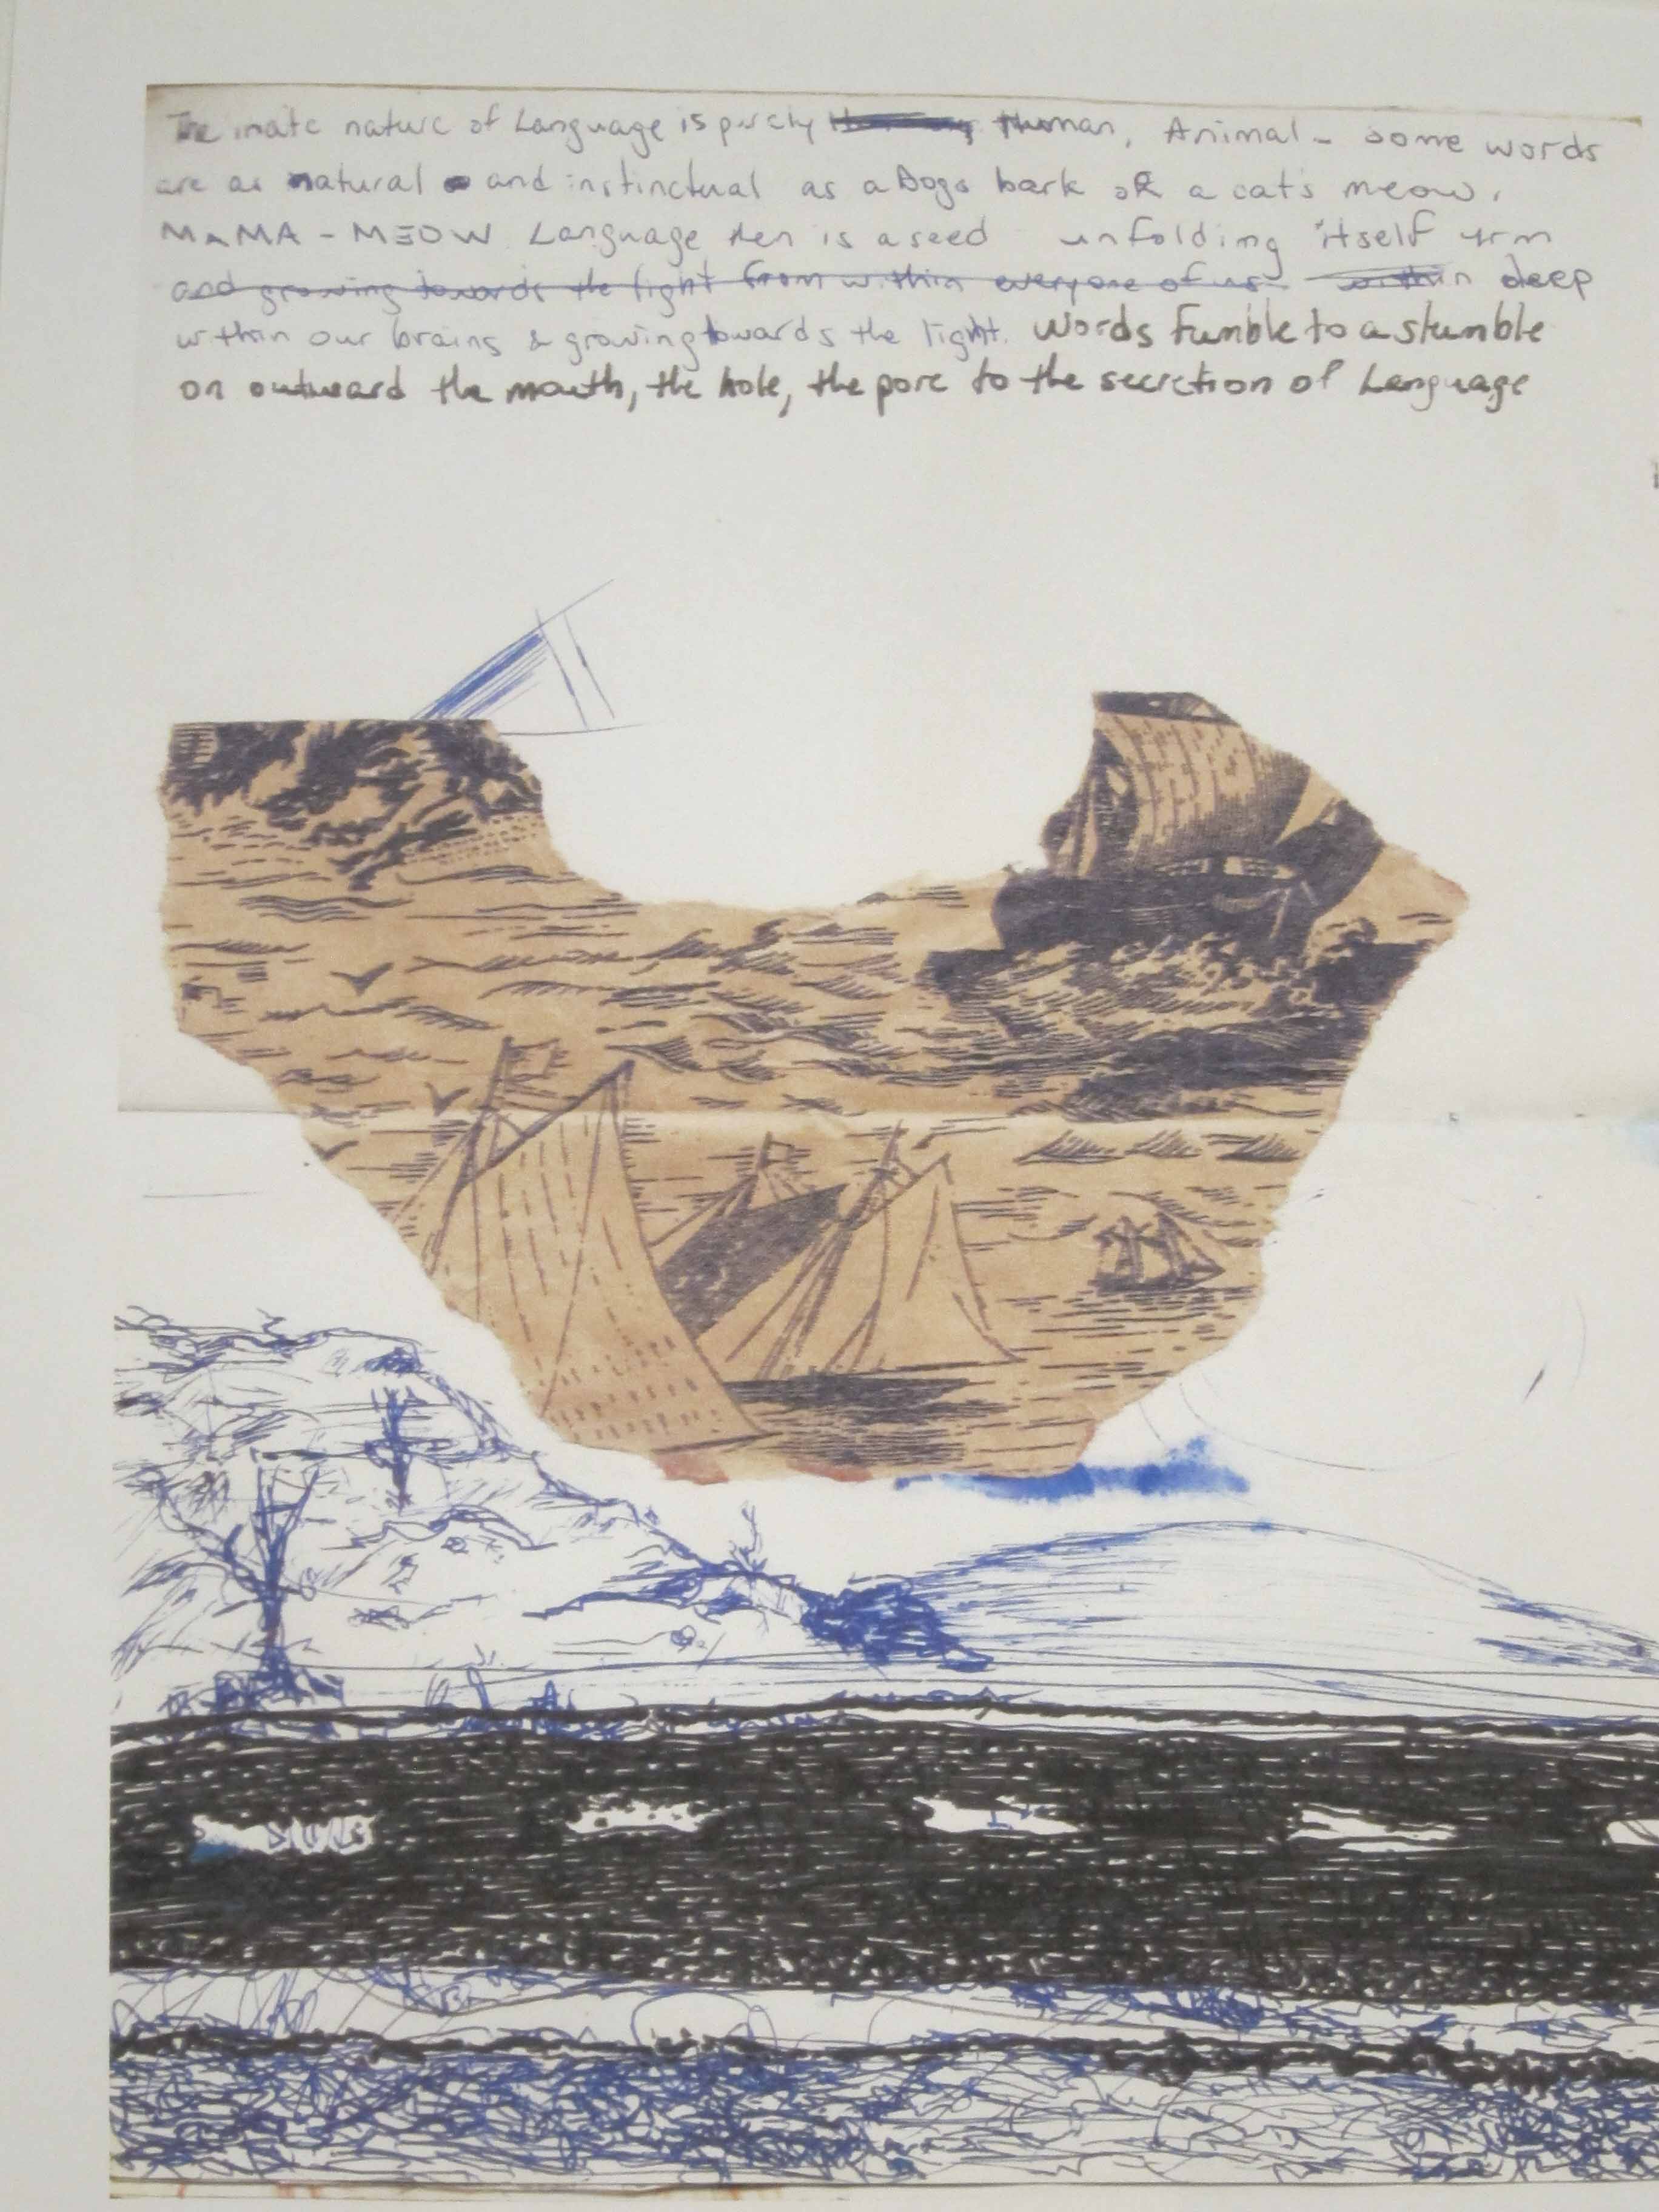 The inate nature of Language is purely Human, Animal - some words
are as natural and instinctual as a Dogs bark OR a cat's meow.
MAMA - MEOW Language then is a seed unfolding itself
and growing towards the light from within everyone of us within deep
within our brains & growing towards the light. Words fumble to a stumble
on outward the mouth, the hole, the pore to the secretion of Language